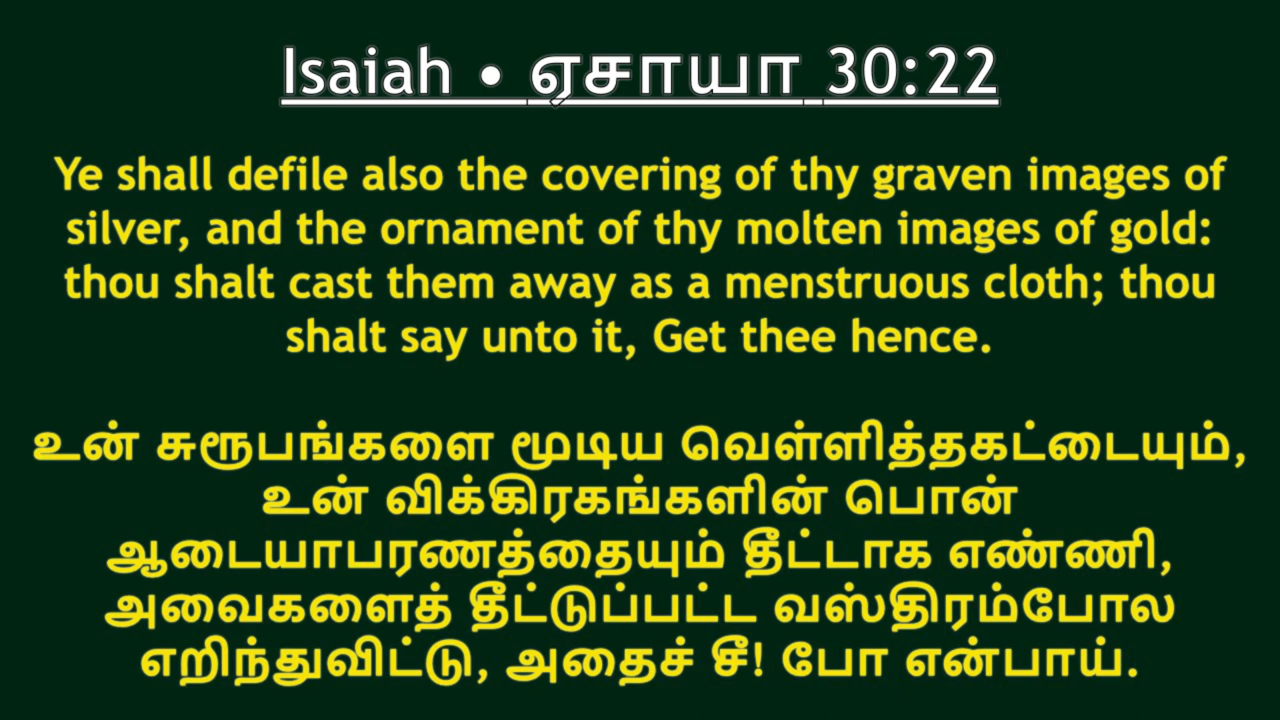 Isaiah • ஏசாயா 30:22
Ye shall defile also the covering of thy graven images of
silver, and the ornament of thy molten images of gold:
thou shalt cast them away as a menstruous cloth; thou
shalt say unto it, Get thee hence.
உன் சுரூபங்களை மூடிய வெள்ளித்தகட்டையும்,
உன் விக்கிரகங்களின் பொன்
ஆடையாபரணத்தையும் தீட்டாக எண்ணி,
அவைகளைத் தீட்டுப்பட்ட வஸ்திரம்போல
எறிந்துவிட்டு, அதைச் சீ! போ என்பாய்.